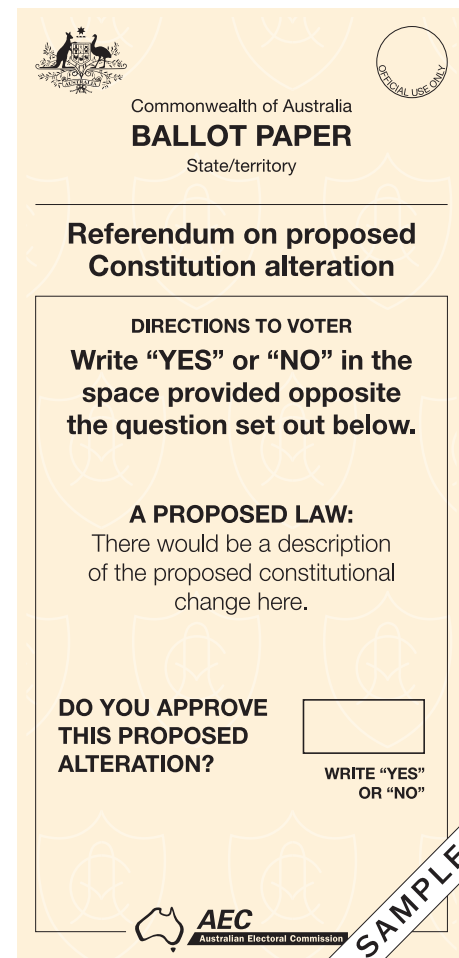 OFFICIAL USE ONLY
AUSTRALIA
Commonwealth of Australia
BALLOT PAPER
State/territory
Referendum on proposed
Constitution alteration
DIRECTIONS TO VOTER
Write “YES” or “NO” in the
space provided opposite
the question set out below.
A PROPOSED LAW:
There would be a description
of the proposed constitutional
change here.
DO YOU APPROVE
THIS PROPOSED
ALTERATION?
WRITE “YES”
OR “NO”
AEC
Australian Electoral Commission
SAMPLE